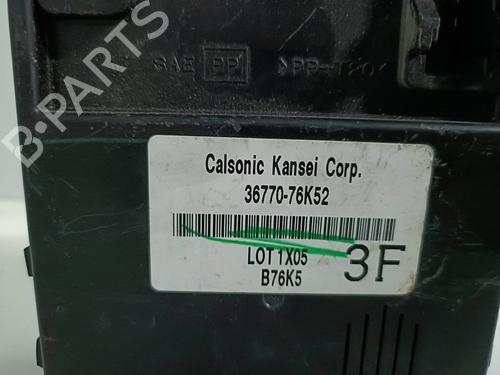 SAE PP >PP-T20<
Calsonic Kansei Corp.
36770-76K52
LOT 1X05
B76K5
3F
B-PARTS